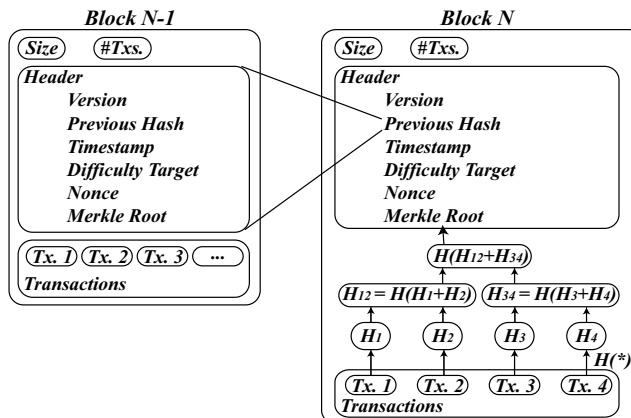 Block N-1
Size #Txs.
Header
Version
Previous Hash
Timestamp
Difficulty Target
Nonce
Merkle Root
Tx. 1 Tx. 2 Tx. 3 ...
Transactions
Block N
Size #Txs.
Header
Version
Previous Hash
Timestamp
Difficulty Target
Nonce
Merkle Root
H(H12+H34)
H12 = H(H1+H2) H34 = H(H3+H4)
H1 H2 H3 H4
H(*)
Tx. 1 Tx. 2 Tx. 3 Tx. 4
Transactions